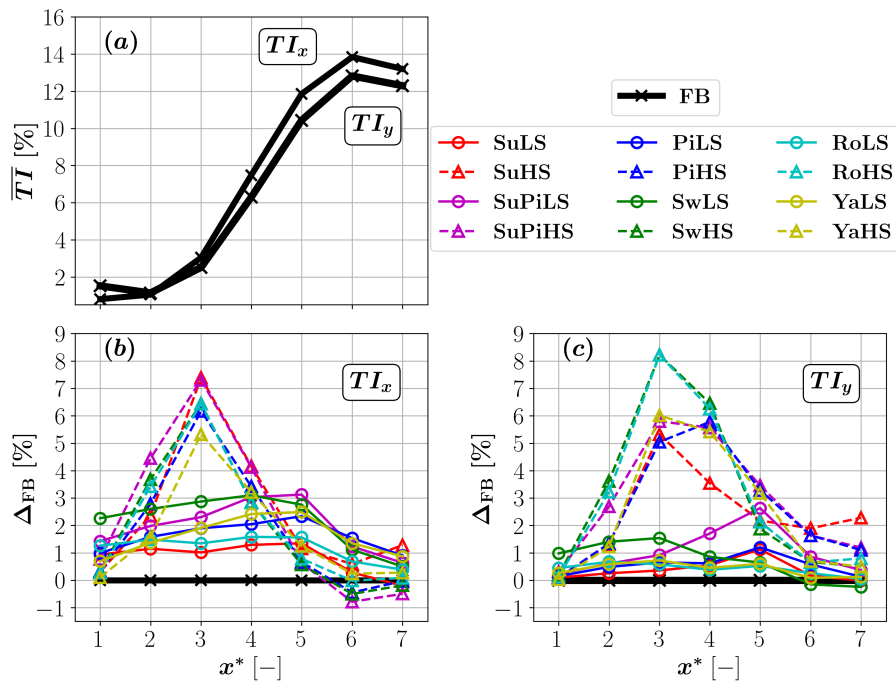 (a)
TI_x
TI_y
TI [%]
16
14
12
10
8
6
4
2
FB
SuLS
PiLS
RoLS
SuHS
PiHS
RoHS
SuPiLS
SwLS
YaLS
SuPiHS
SwHS
YaHS
(b)
TI_x
Δ_FB [%]
9
8
7
6
5
4
3
2
1
0
−1
1 2 3 4 5 6 7
x* [−]
(c)
TI_y
Δ_FB [%]
9
8
7
6
5
4
3
2
1
0
−1
1 2 3 4 5 6 7
x* [−]